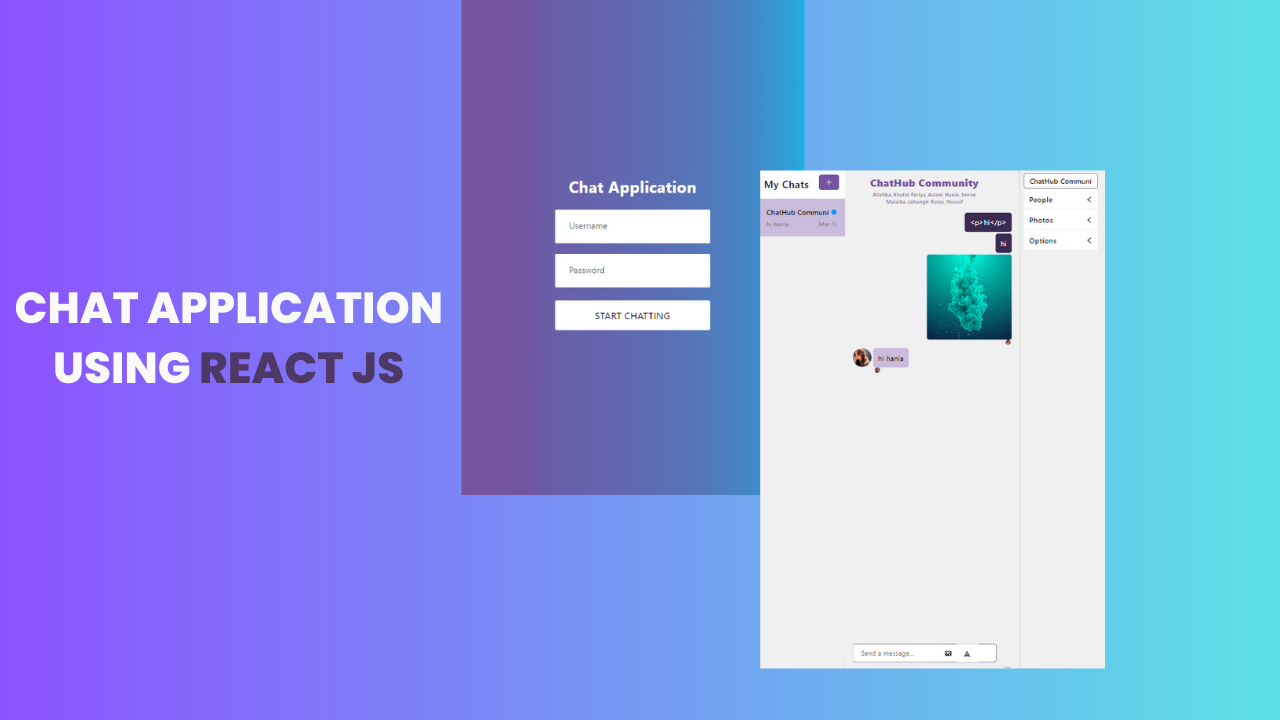 CHAT APPLICATION
USING REACT JS
Chat Application
Username
Password
START CHATTING
My Chats
+
ChatHub Communi
hi hania
Mar 1
ChatHub Community
Alishba, Khalid Fariya, Aslam Hania, Imran
Malaika, Jahangir Raisa, Yousuf
<p>hi</p>
hi
hi hania
Send a message...
ChatHub Communi
People
Photos
Options